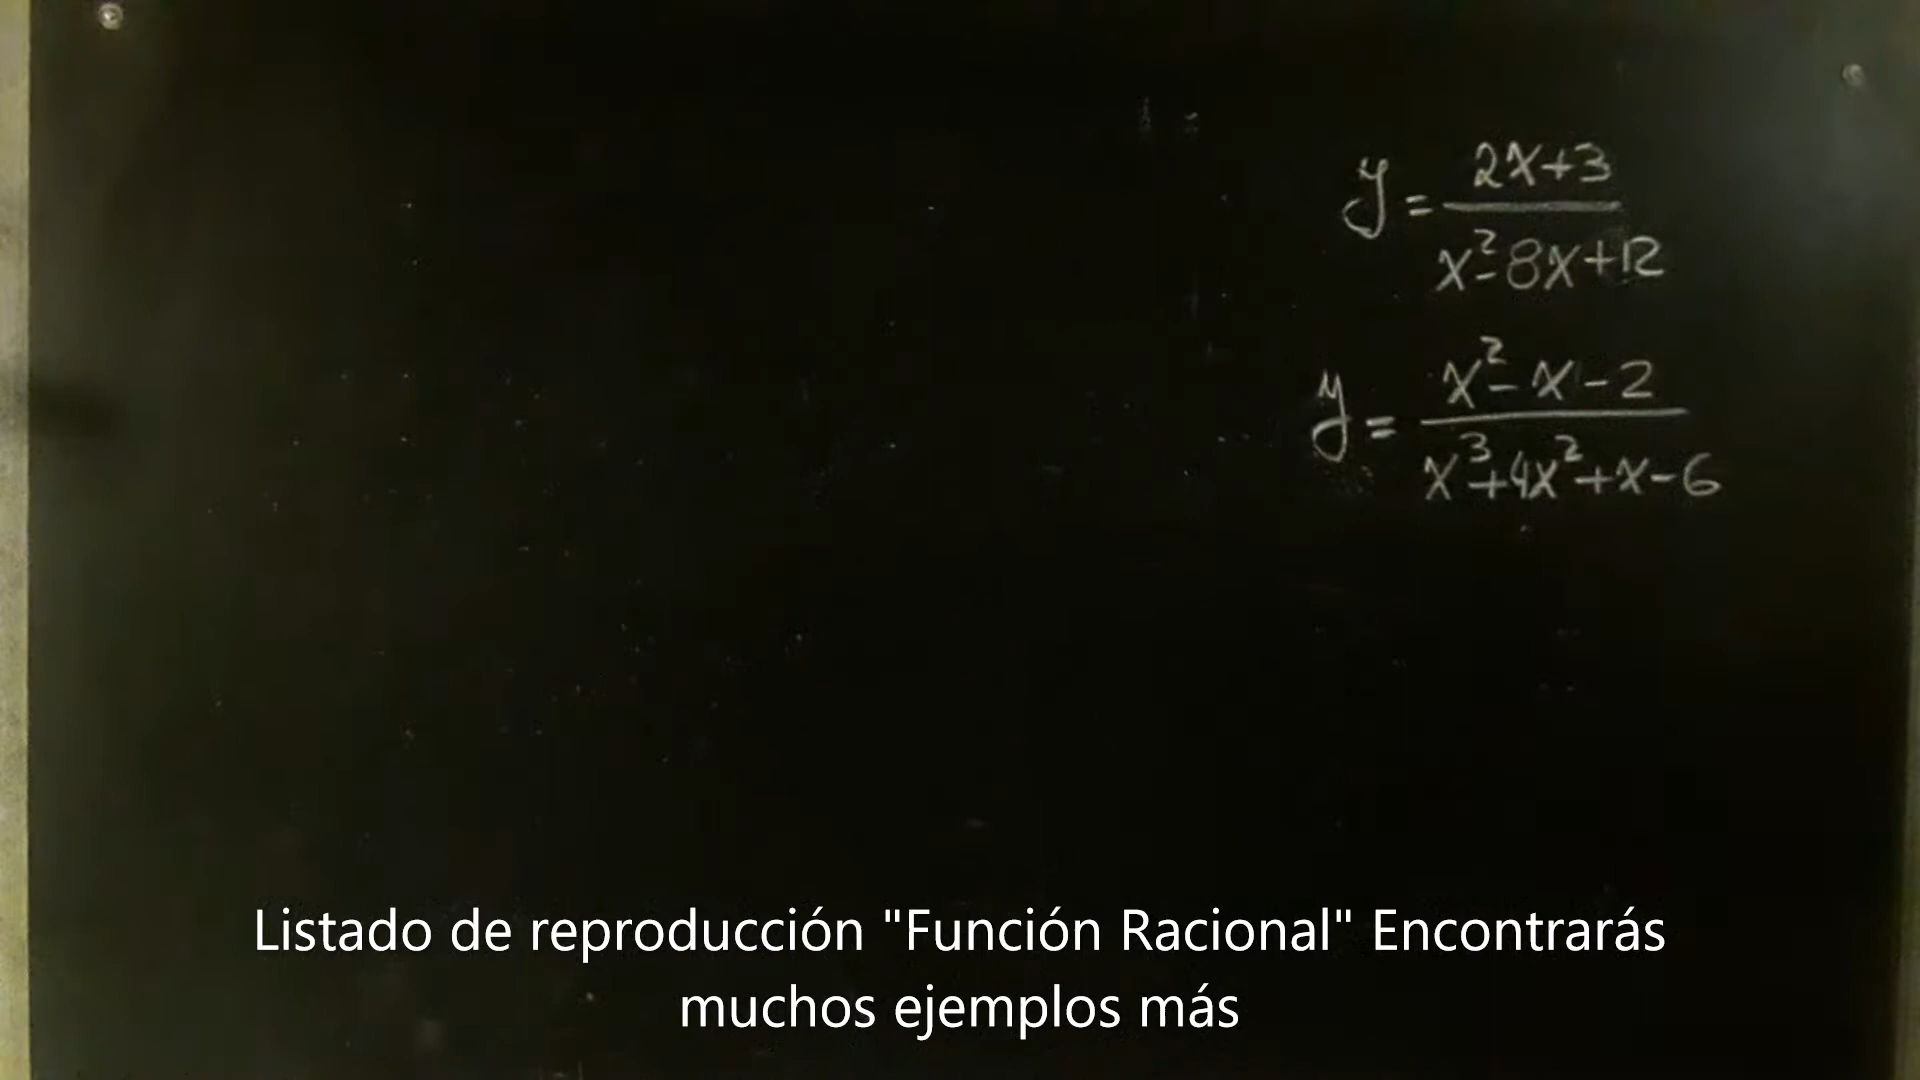 y = 2x+3
x²-8x+12
y = x²-x-2
x³+4x²+x-6
Listado de reproducción "Función Racional" Encontrarás
muchos ejemplos más